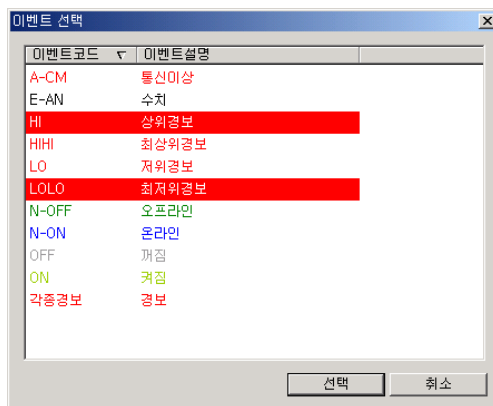 이벤트 선택
이벤트코드 이벤트설명
A-CM 통신이상
E-AN 수치
HI 상위경보
HIHI 최상위경보
LO 저위경보
LOLO 최저위경보
N-OFF 오프라인
N-ON 온라인
OFF 꺼짐
ON 켜짐
각종경보 경보
선택 취소